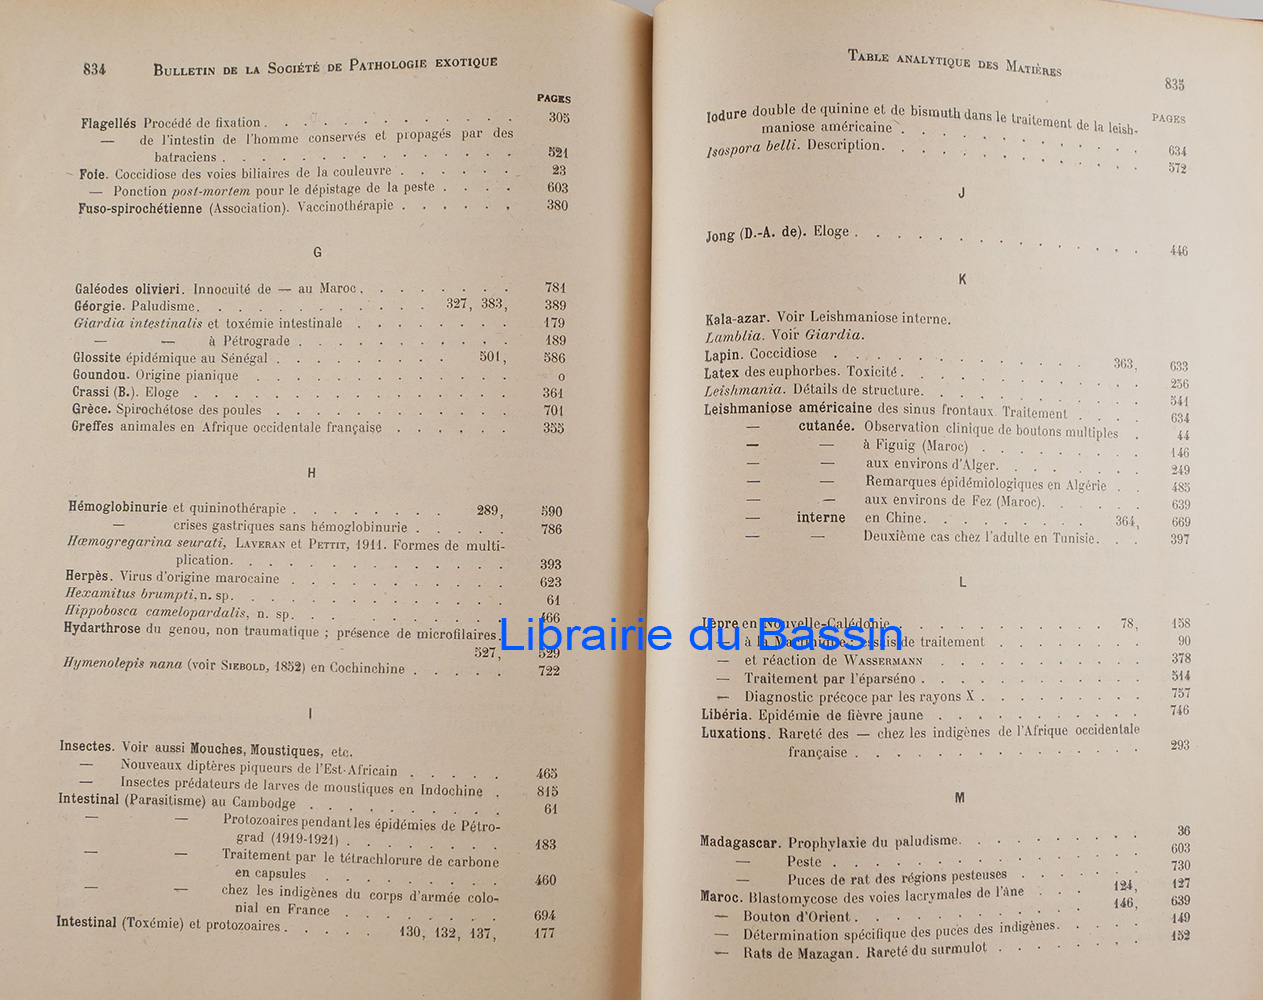 834 BULLETIN DE LA SOCIÉTÉ DE PATHOLOGIE EXOTIQUE
PAGES
Flagellés Procédé de fixation. . . . . . . . . . . . . 305
— de l'intestin de l'homme conservés et propagés par des
batraciens . . . . . . . . . . . . . . . 521
Foie. Coccidiose des voies biliaires de la couleuvre . . . . . . 23
— Ponction post-mortem pour le dépistage de la peste . . . . 603
Fuso-spirochétienne (Association). Vaccinothérapie . . . . . . 380
G
Galéodes olivieri. Innocuité de — au Maroc. . . . . . . . 781
Géorgie. Paludisme. . . . . . . . . . . . . 327, 383, 389
Giardia intestinalis et toxémie intestinale . . . . . . . . 179
— — à Pétrograde . . . . . . . . . . . 189
Glossite épidémique au Sénégal . . . . . . . . . 501, 586
Goundou. Origine pianique . . . . . . . . . . . . . o
Crassi (B.). Eloge . . . . . . . . . . . . . . . . 361
Grèce. Spirochétose des poules . . . . . . . . . . . . 701
Greffes animales en Afrique occidentale française . . . . . . 355
H
Hémoglobinurie et quininothérapie . . . . . . . . 289, 590
— crises gastriques sans hémoglobinurie . . . . . 786
Hæmogregarina seurati, LAVERAN et PETTIT, 1911. Formes de multi-
plication. . . . . . . . . . . . . . 393
Herpès. Virus d'origine marocaine . . . . . . . . . . . 623
Hexamitus brumpti, n. sp. . . . . . . . . . . . . . 61
Hippobosca camelopardalis, n. sp. . . . . . . . . . . 466
Hydarthrose du genou, non traumatique ; présence de microfilaires.
527, 529
Hymenolepis nana (voir SIEBOLD, 1852) en Cochinchine . . . . . 722
I
Insectes. Voir aussi Mouches, Moustiques, etc.
— Nouveaux diptères piqueurs de l'Est-Africain . . . . . 465
— Insectes prédateurs de larves de moustiques en Indochine . 815
Intestinal (Parasitisme) au Cambodge . . . . . . . . . . 61
— — Protozoaires pendant les épidémies de Pétro-
grad (1919-1921) . . . . . . . . 183
— — Traitement par le tétrachlorure de carbone
en capsules . . . . . . . . . 460
— — chez les indigènes du corps d'armée colo-
nial en France . . . . . . . . 694
Intestinal (Toxémie) et protozoaires. . . . . 130, 132, 137, 177
TABLE ANALYTIQUE DES MATIÈRES 835
PAGES
Iodure double de quinine et de bismuth dans le traitement de la leish-
maniose américaine . . . . . . . . . . . . 634
Isospora belli. Description. . . . . . . . . . . . . 572
J
Jong (D.-A. de). Eloge . . . . . . . . . . . . . . . 446
K
Kala-azar. Voir Leishmaniose interne.
Lamblia. Voir Giardia.
Lapin. Coccidiose . . . . . . . . . . . . . 363, 633
Latex des euphorbes. Toxicité . . . . . . . . . . . . 256
Leishmania. Détails de structure. . . . . . . . . . . 541
Leishmaniose américaine des sinus frontaux. Traitement . . . . 634
— cutanée. Observation clinique de boutons multiples . 44
— — à Figuig (Maroc) . . . . . . . . 146
— — aux environs d'Alger. . . . . . . . 249
— — Remarques épidémiologiques en Algérie . . 485
— — aux environs de Fez (Maroc). . . . . . 639
— interne en Chine. . . . . . . . . . 364, 669
— — Deuxième cas chez l'adulte en Tunisie. . . 397
L
Lèpre en Nouvelle-Calédonie . . . . . . . . . . . 78, 158
— à la Martinique : essais de traitement . . . . . . . . 90
— et réaction de WASSERMANN . . . . . . . . . . . 378
— Traitement par l'éparséno . . . . . . . . . . . . 514
— Diagnostic précoce par les rayons X . . . . . . . . . 757
Libéria. Epidémie de fièvre jaune . . . . . . . . . . . 746
Luxations. Rareté des — chez les indigènes de l'Afrique occidentale
française . . . . . . . . . . . . . . 293
M
Madagascar. Prophylaxie du paludisme. . . . . . . . . . 36
— Peste . . . . . . . . . . . . . . . 603
— Puces de rat des régions pesteuses . . . . . . 730
Maroc. Blastomycose des voies lacrymales de l'âne . . . 124, 127
— Bouton d'Orient . . . . . . . . . . . . 146, 639
— Détermination spécifique des puces des indigènes. . . . . 149
— Rats de Mazagan. Rareté du surmulot . . . . . . . 152
Librairie du Bassin